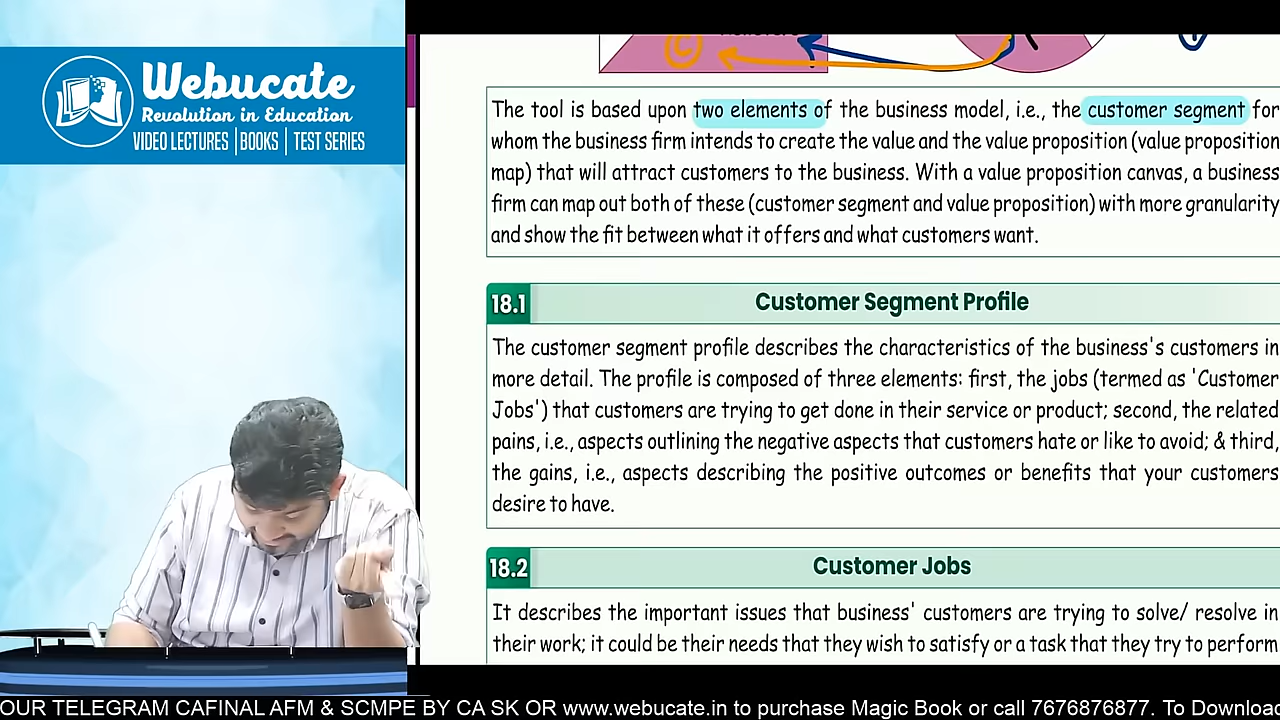 Webucate
Revolution in Education
VIDEO LECTURES | BOOKS | TEST SERIES
C
The tool is based upon two elements of the business model, i.e., the customer segment for
whom the business firm intends to create the value and the value proposition (value proposition
map) that will attract customers to the business. With a value proposition canvas, a business
firm can map out both of these (customer segment and value proposition) with more granularity
and show the fit between what it offers and what customers want.
18.1 Customer Segment Profile
The customer segment profile describes the characteristics of the business's customers in
more detail. The profile is composed of three elements: first, the jobs (termed as 'Customer
Jobs') that customers are trying to get done in their service or product; second, the related
pains, i.e., aspects outlining the negative aspects that customers hate or like to avoid; & third,
the gains, i.e., aspects describing the positive outcomes or benefits that your customers
desire to have.
18.2 Customer Jobs
It describes the important issues that business' customers are trying to solve/ resolve in
their work; it could be their needs that they wish to satisfy or a task that they try to perform
OUR TELEGRAM CAFINAL AFM & SCMPE BY CA SK OR www.webucate.in to purchase Magic Book or call 7676876877. To Download